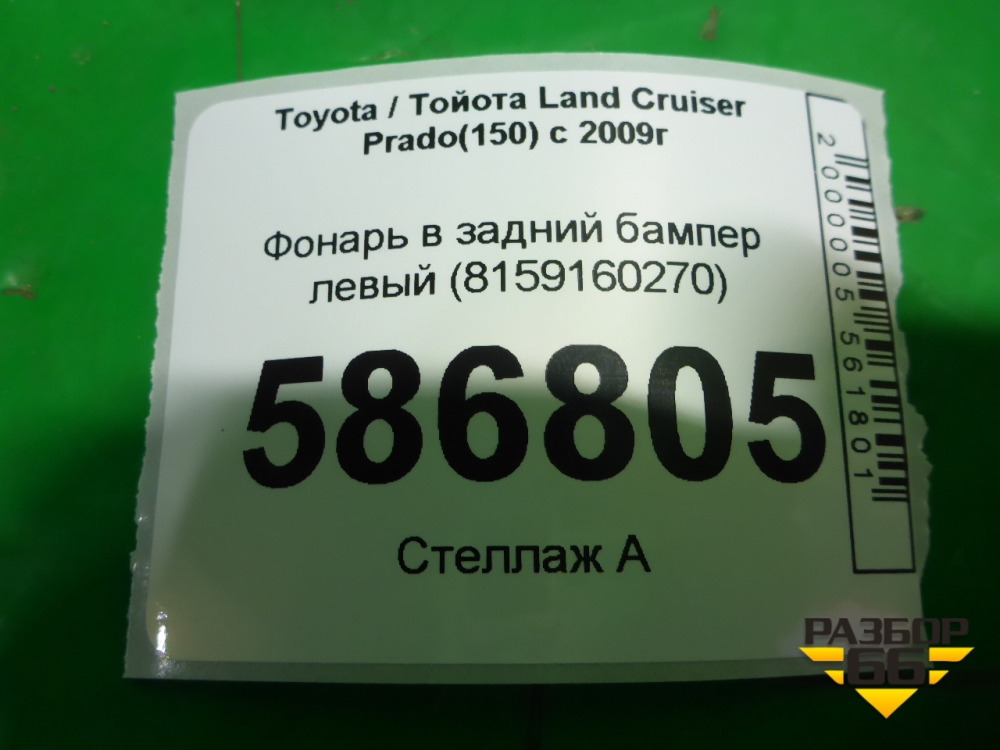 Toyota / Тойота Land Cruiser
Prado(150) с 2009г
Фонарь в задний бампер
левый (8159160270)
586805
Стеллаж А
2000005561801
РАЗБОР
66